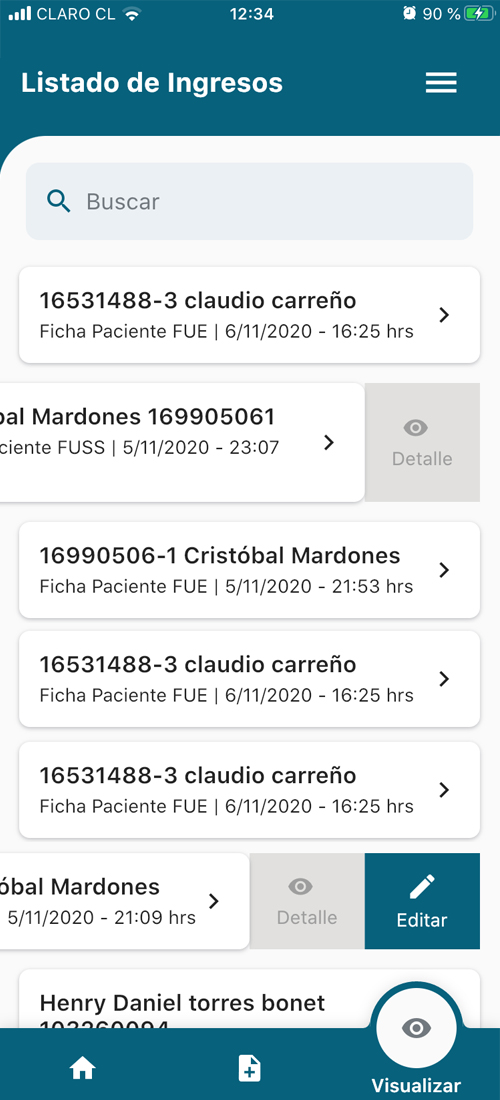 CLARO CL 12:34 90 %
Listado de Ingresos
Buscar
16531488-3 claudio carreño
Ficha Paciente FUE | 6/11/2020 - 16:25 hrs
bal Mardones 169905061
ciente FUSS | 5/11/2020 - 23:07
Detalle
16990506-1 Cristóbal Mardones
Ficha Paciente FUE | 5/11/2020 - 21:53 hrs
16531488-3 claudio carreño
Ficha Paciente FUE | 6/11/2020 - 16:25 hrs
16531488-3 claudio carreño
Ficha Paciente FUE | 6/11/2020 - 16:25 hrs
óbal Mardones
5/11/2020 - 21:09 hrs
Detalle
Editar
Henry Daniel torres bonet
Visualizar